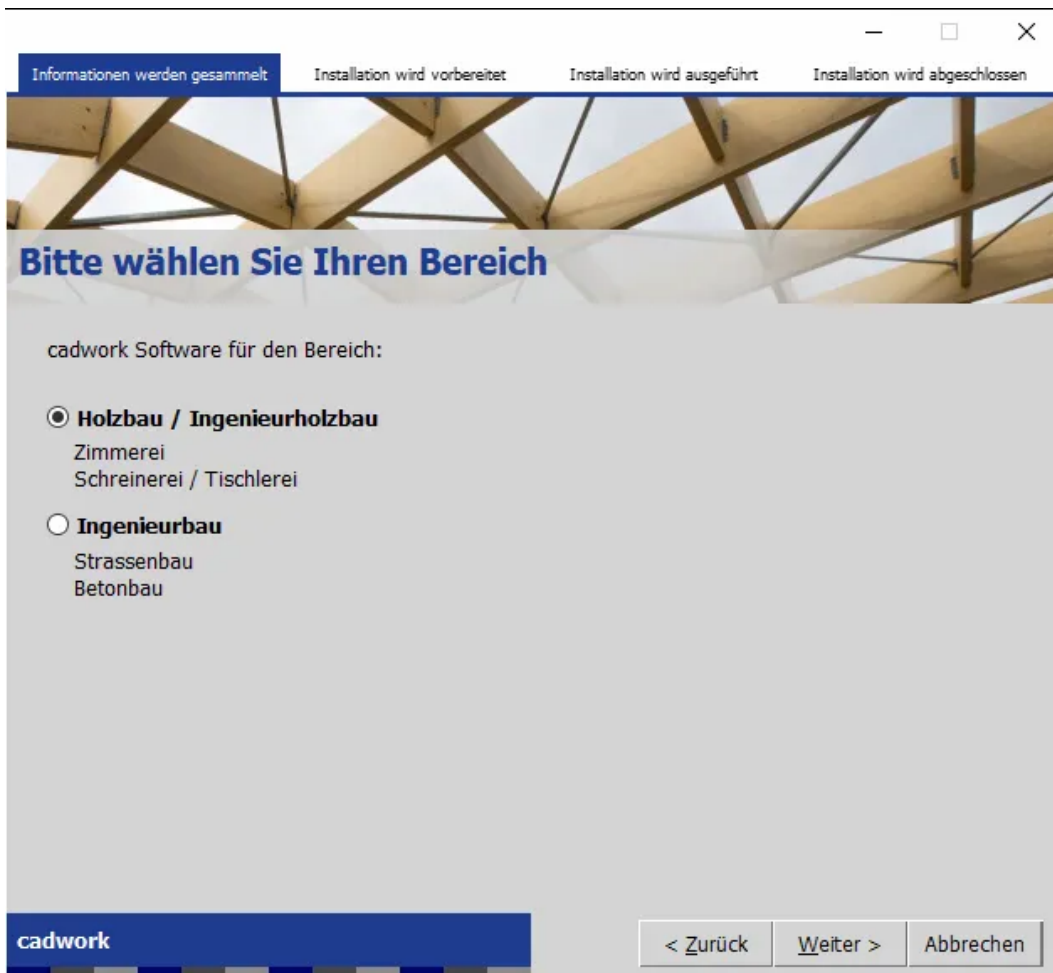 Informationen werden gesammelt
Installation wird vorbereitet
Installation wird ausgeführt
Installation wird abgeschlossen
Bitte wählen Sie Ihren Bereich
cadwork Software für den Bereich:
Holzbau / Ingenieurholzbau
Zimmerei
Schreinerei / Tischlerei
Ingenieurbau
Strassenbau
Betonbau
cadwork
< Zurück
Weiter >
Abbrechen